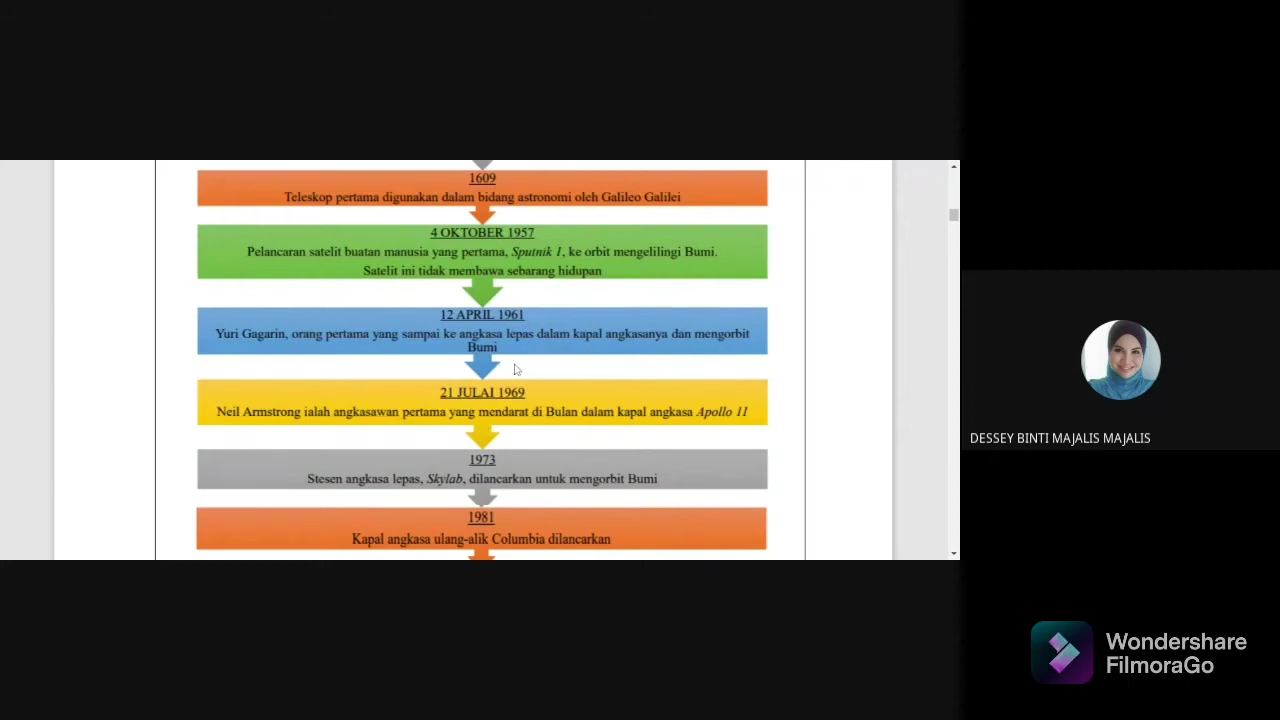 1609
Teleskop pertama digunakan dalam bidang astronomi oleh Galileo Galilei
4 OKTOBER 1957
Pelancaran satelit buatan manusia yang pertama, Sputnik 1, ke orbit mengelilingi Bumi.
Satelit ini tidak membawa sebarang hidupan
12 APRIL 1961
Yuri Gagarin, orang pertama yang sampai ke angkasa lepas dalam kapal angkasanya dan mengorbit
Bumi
21 JULAI 1969
Neil Armstrong ialah angkasawan pertama yang mendarat di Bulan dalam kapal angkasa Apollo 11
1973
Stesen angkasa lepas, Skylab, dilancarkan untuk mengorbit Bumi
1981
Kapal angkasa ulang-alik Columbia dilancarkan
DESSEY BINTI MAJALIS MAJALIS
Wondershare
FilmoraGo